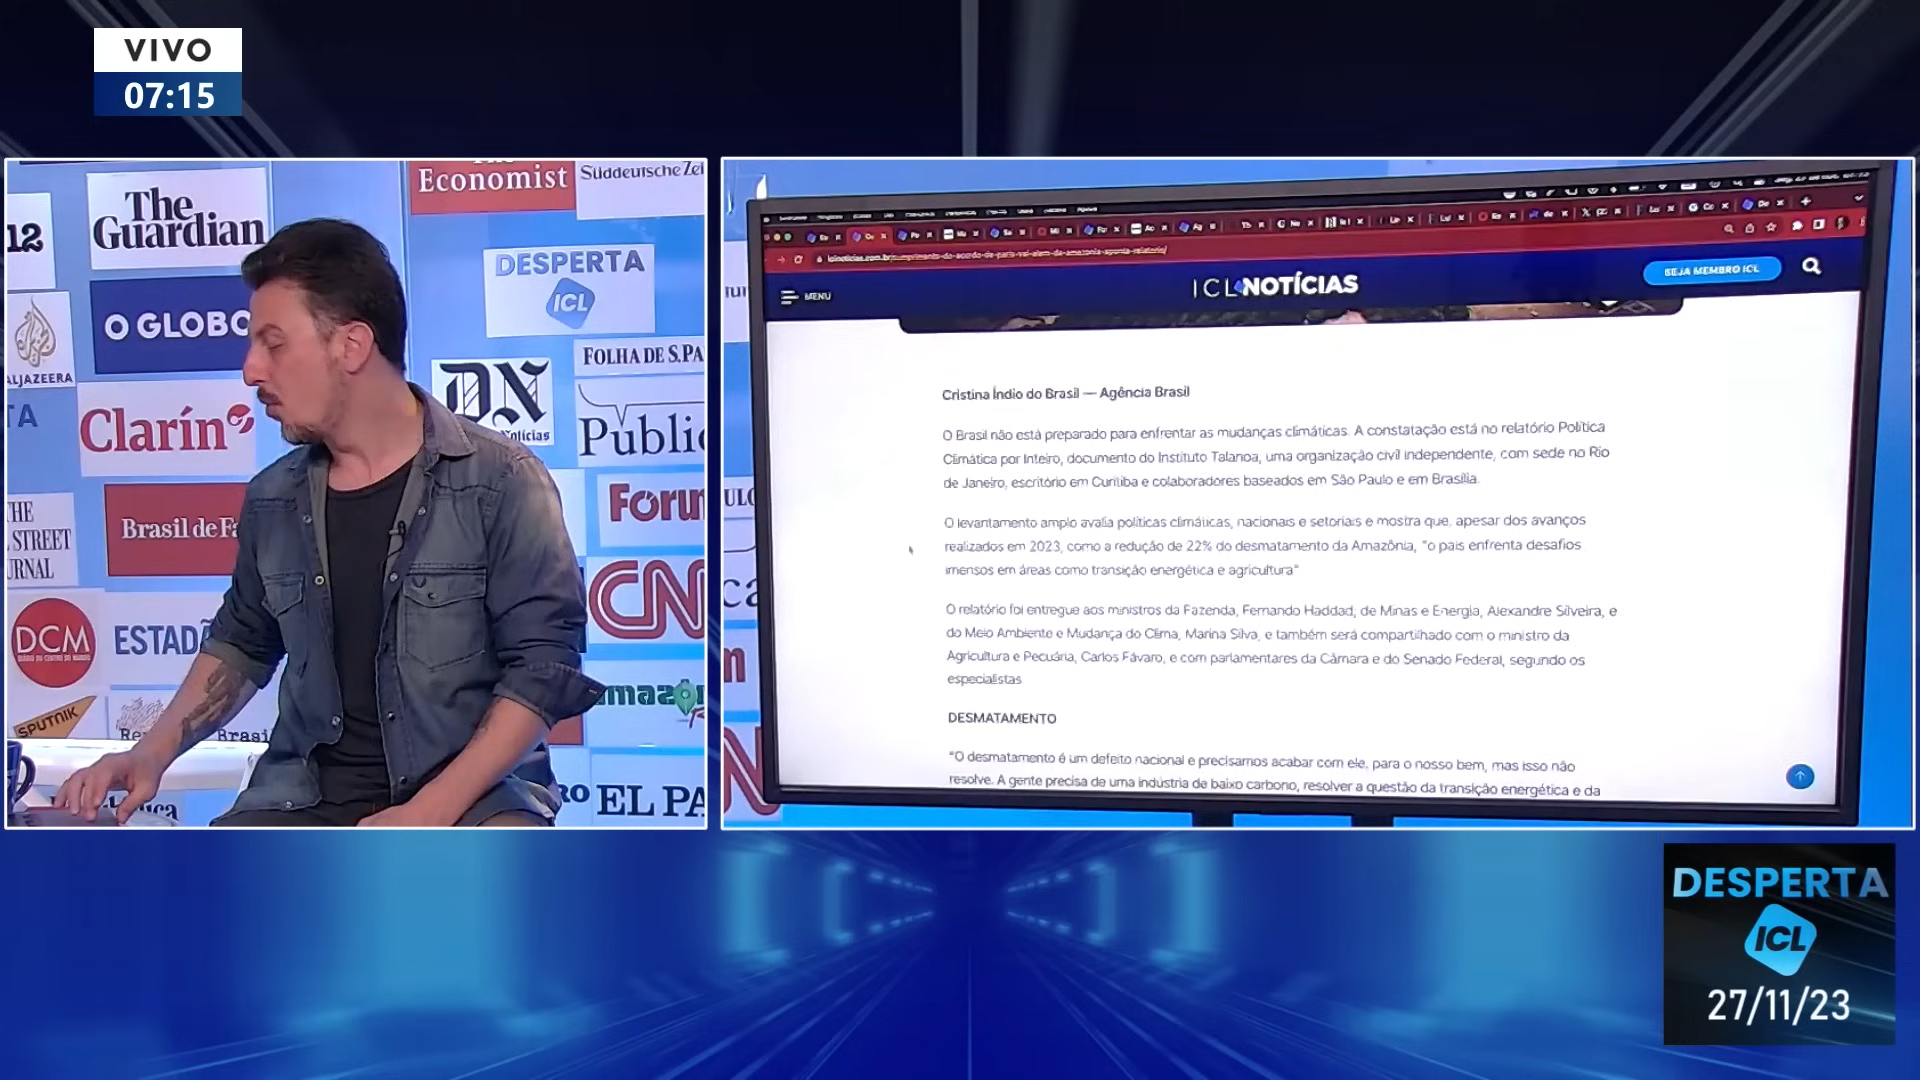 VIVO
07:15
12
The
Guardian
The
Economist
Süddeutsche Zei
DESPERTA
ICL
O GLOBO
ALJAZEERA
FOLHA DE S.PA
TA
Clarín
DN
Notícias
Públic
THE
STREET
URNAL
Brasil de Fa
Foru
CN
DCM
ESTADÃ
amazôn
SPUTNIK
Brasil
EL PA
MENU
ICL NOTÍCIAS
SEJA MEMBRO ICL
Cristina Índio do Brasil — Agência Brasil
O Brasil não está preparado para enfrentar as mudanças climáticas. A constatação está no relatório Política
Climática por Inteiro, documento do Instituto Talanoa, uma organização civil independente, com sede no Rio
de Janeiro, escritório em Curitiba e colaboradores baseados em São Paulo e em Brasília.
O levantamento amplo avalia políticas climáticas, nacionais e setoriais e mostra que, apesar dos avanços
realizados em 2023, como a redução de 22% do desmatamento da Amazônia, "o país enfrenta desafios
imensos em áreas como transição energética e agricultura"
O relatório foi entregue aos ministros da Fazenda, Fernando Haddad; de Minas e Energia, Alexandre Silveira, e
do Meio Ambiente e Mudança do Clima, Marina Silva, e também será compartilhado com o ministro da
Agricultura e Pecuária, Carlos Fávaro, e com parlamentares da Câmara e do Senado Federal, segundo os
especialistas
DESMATAMENTO
"O desmatamento é um defeito nacional e precisamos acabar com ele, para o nosso bem, mas isso não
resolve. A gente precisa de uma indústria de baixo carbono, resolver a questão da transição energética e da
DESPERTA
ICL
27/11/23